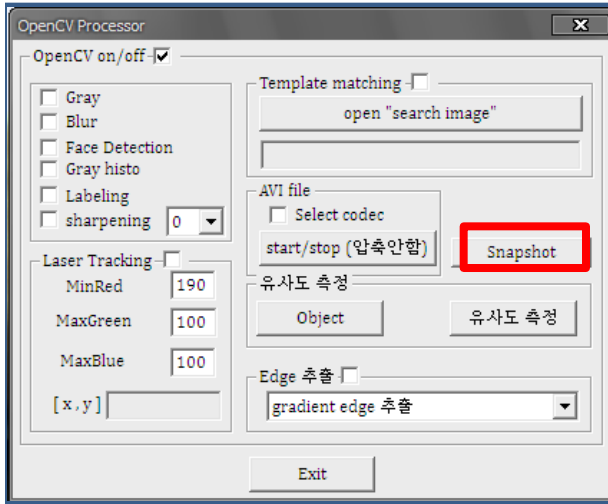 OpenCV Processor
OpenCV on/off
Gray
Blur
Face Detection
Gray histo
Labeling
sharpening 0
Laser Tracking
MinRed 190
MaxGreen 100
MaxBlue 100
[x,y]
Template matching
open "search image"
AVI file
Select codec
start/stop (압축안함)
Snapshot
유사도 측정
Object
유사도 측정
Edge 추출
gradient edge 추출
Exit